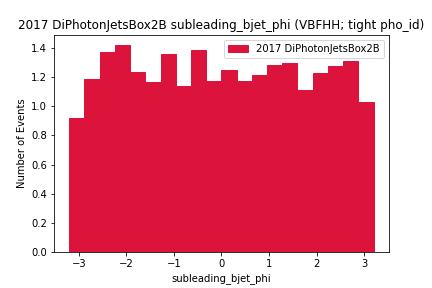 2017 DiPhotonJetsBox2B subleading_bjet_phi (VBFHH; tight pho_id)
2017 DiPhotonJetsBox2B
Number of Events
1.4
1.2
1.0
0.8
0.6
0.4
0.2
0.0
−3 −2 −1 0 1 2 3
subleading_bjet_phi